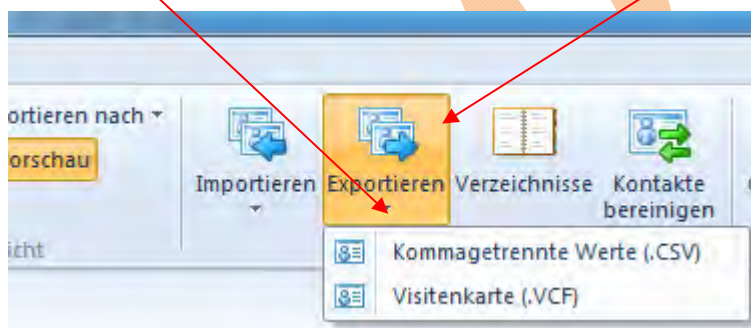 ortieren nach
orschau
Importieren
Exportieren
Verzeichnisse
Kontakte
bereinigen
icht
Kommagetrennte Werte (.CSV)
Visitenkarte (.VCF)